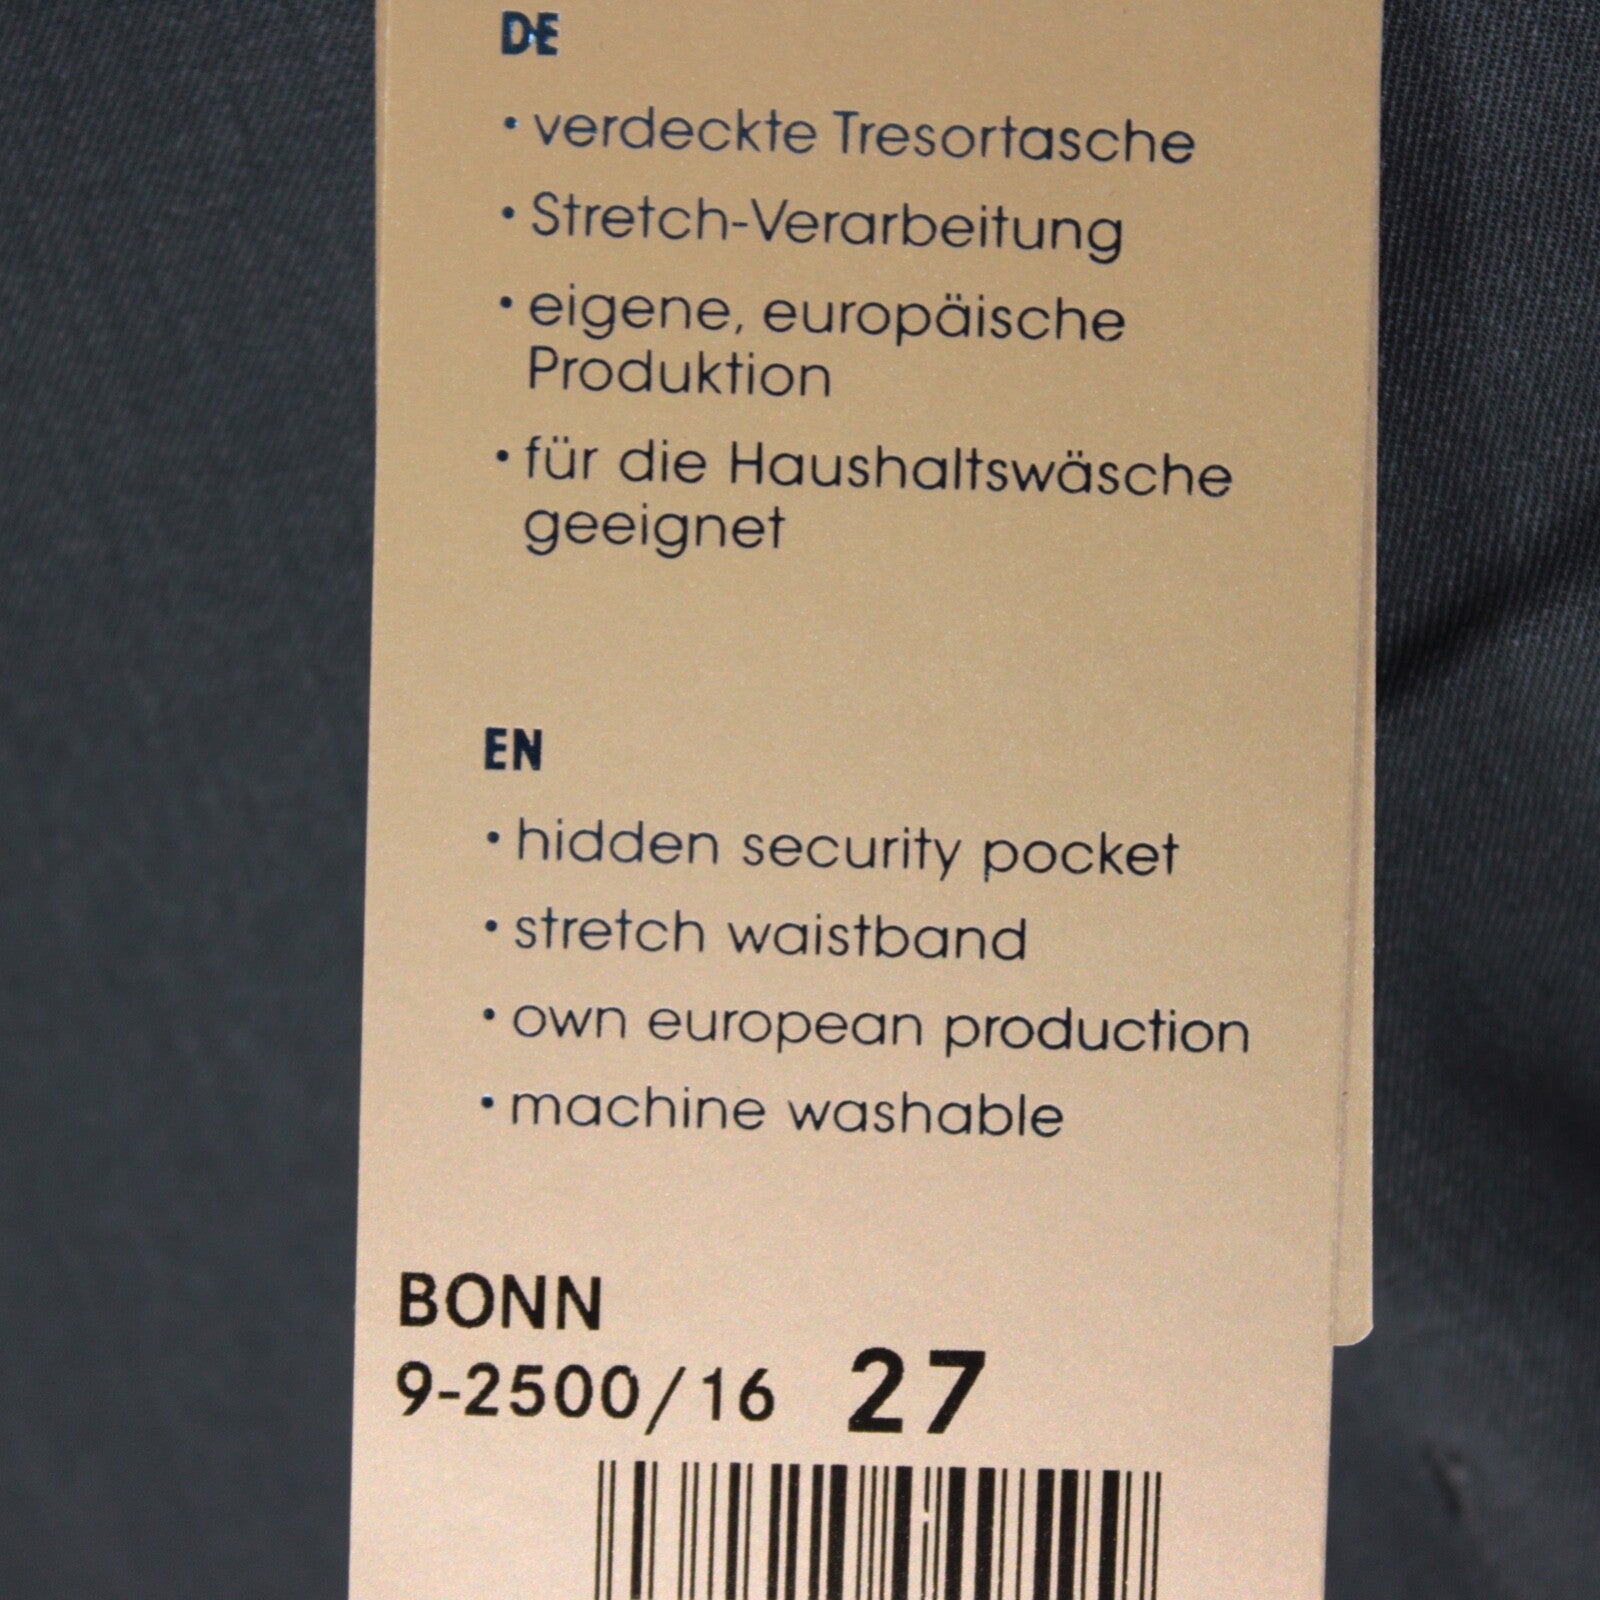 DE
• verdeckte Tresortasche
• Stretch-Verarbeitung
• eigene, europäische
Produktion
• für die Haushaltswäsche
geeignet
EN
• hidden security pocket
• stretch waistband
• own european production
• machine washable
BONN
9-2500/16 27